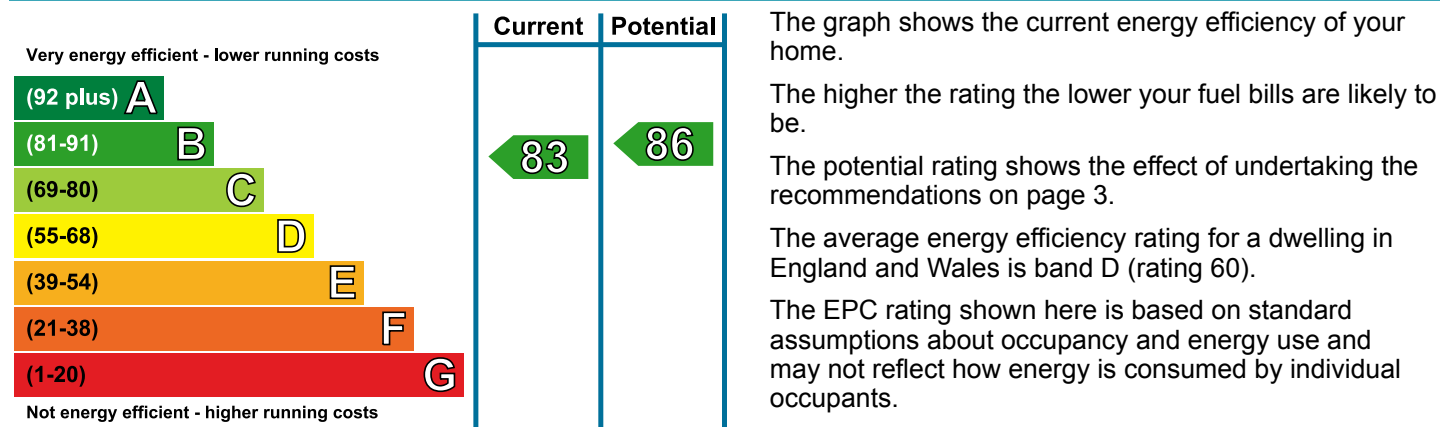 Current Potential
Very energy efficient - lower running costs
(92 plus) A
(81-91) B
83
86
(69-80) C
(55-68) D
(39-54) E
(21-38) F
(1-20) G
Not energy efficient - higher running costs
The graph shows the current energy efficiency of your
home.
The higher the rating the lower your fuel bills are likely to
be.
The potential rating shows the effect of undertaking the
recommendations on page 3.
The average energy efficiency rating for a dwelling in
England and Wales is band D (rating 60).
The EPC rating shown here is based on standard
assumptions about occupancy and energy use and
may not reflect how energy is consumed by individual
occupants.